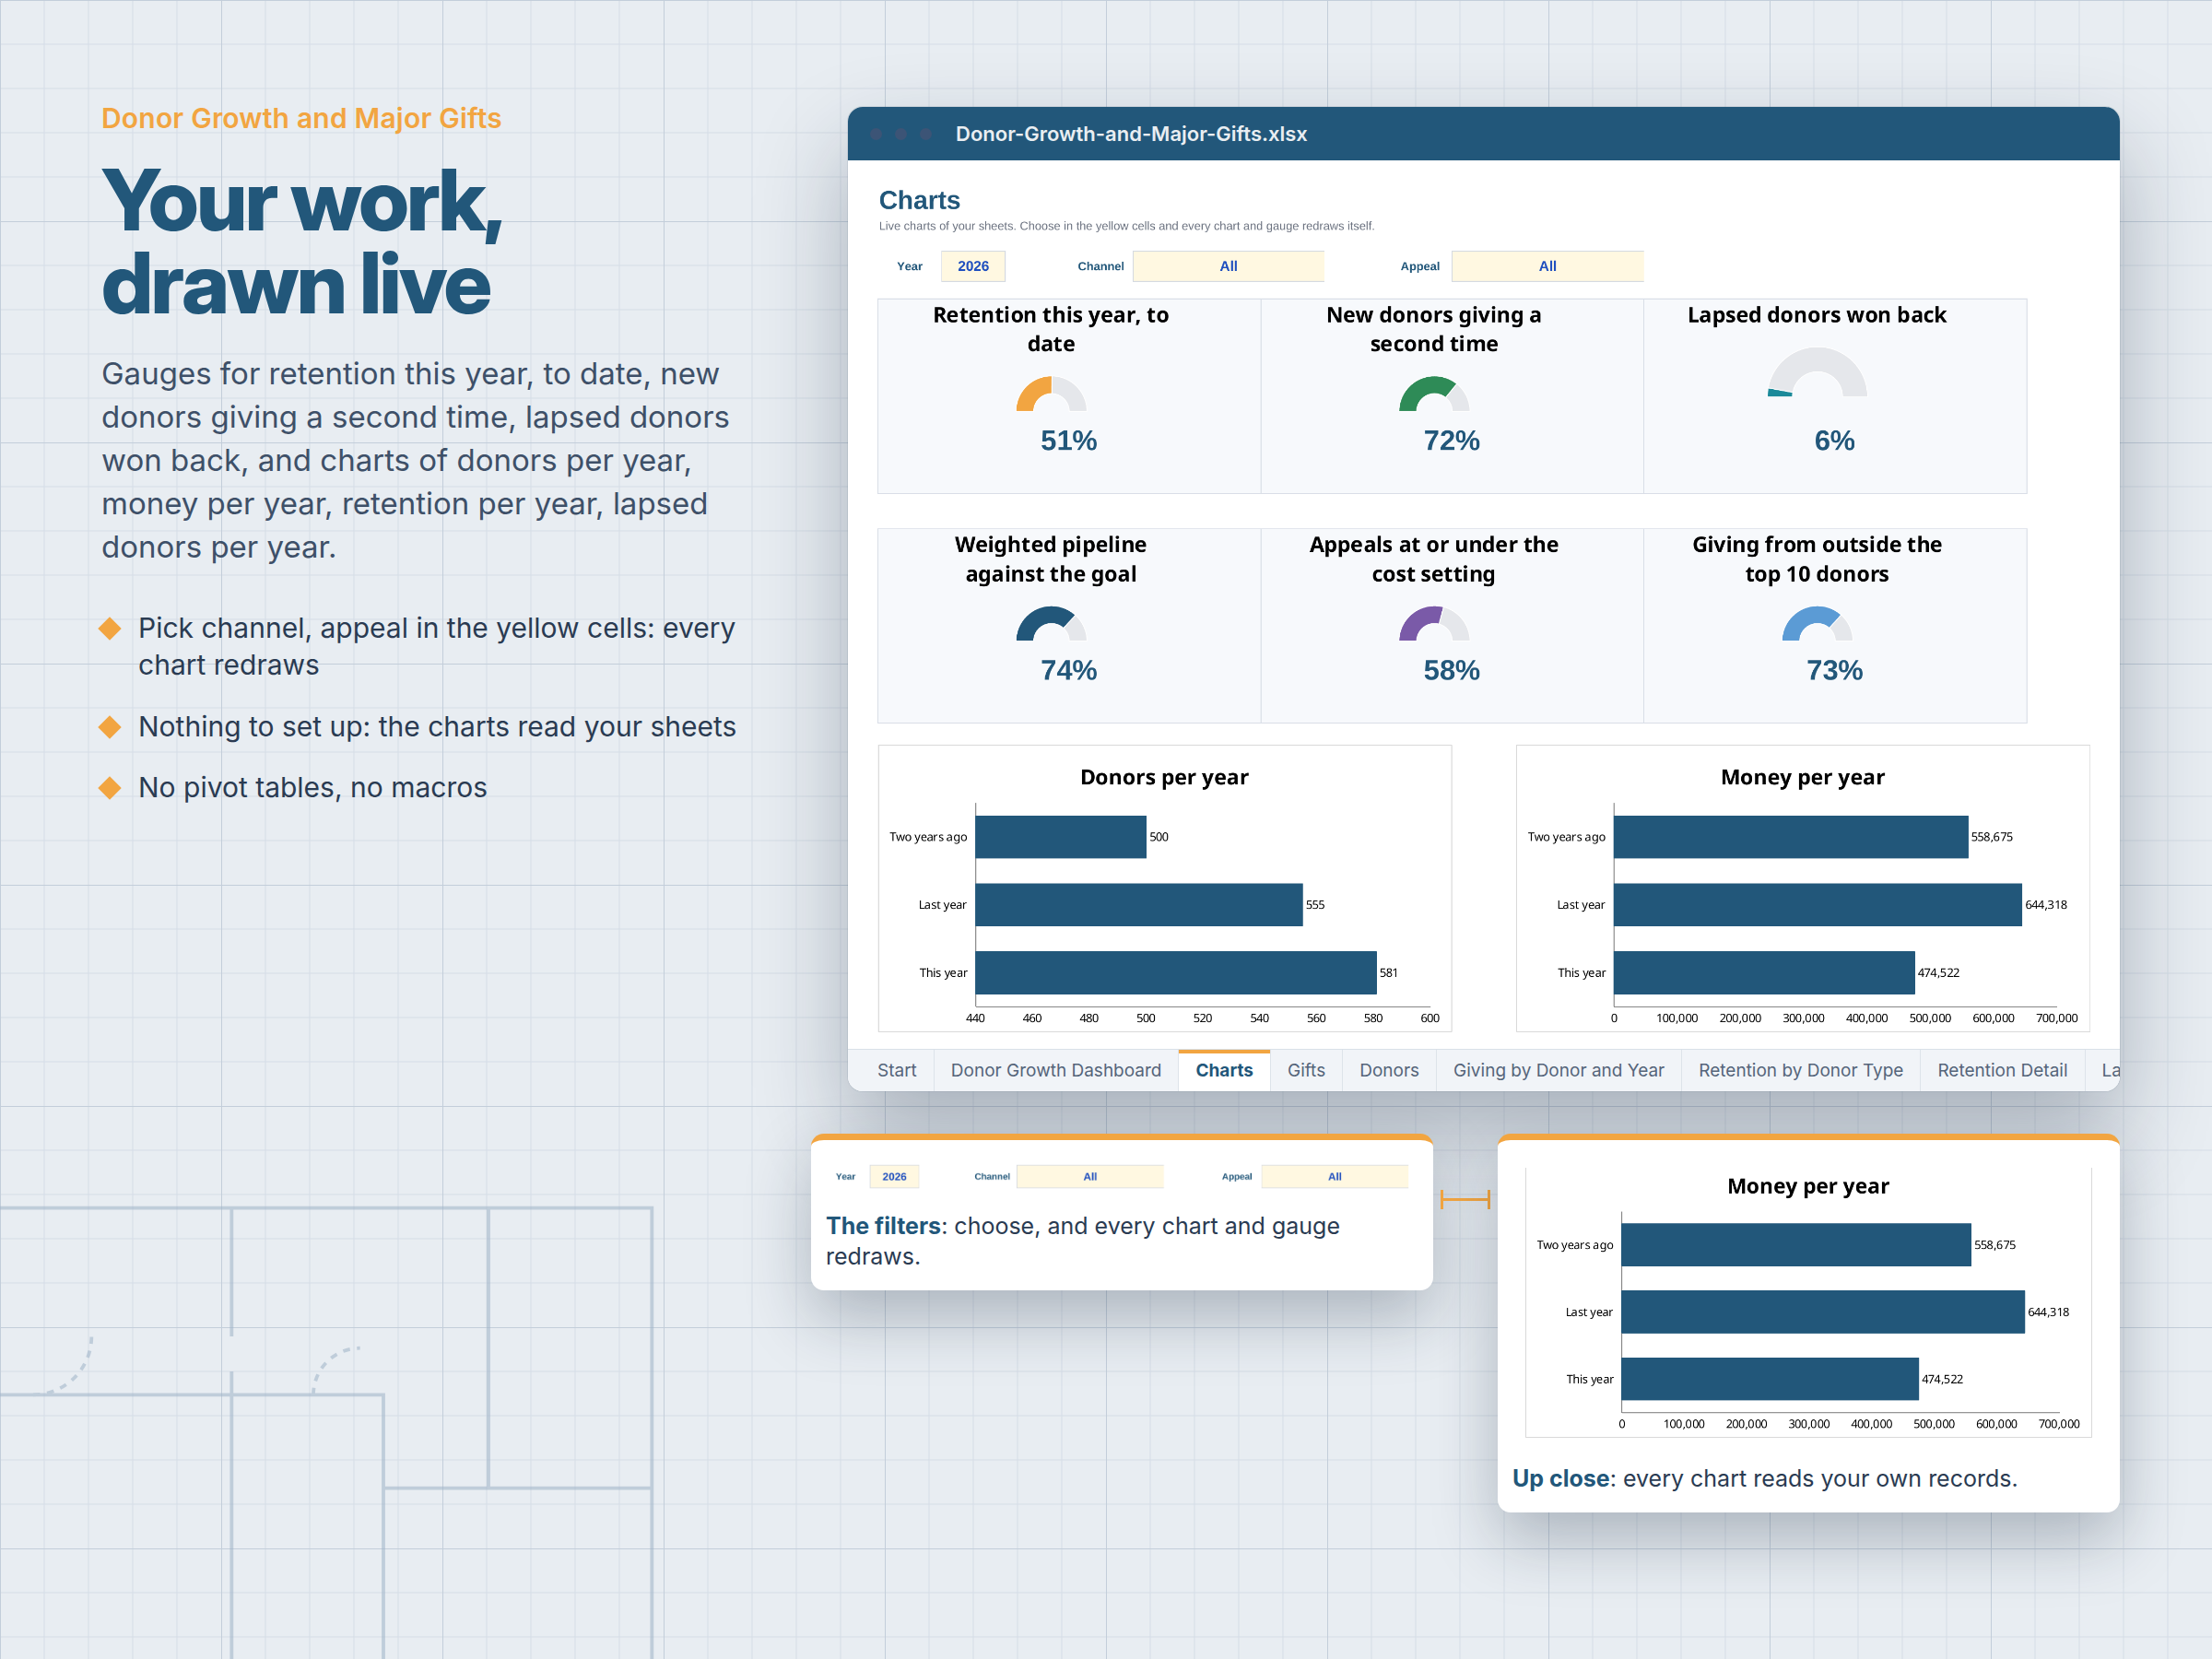 Donor Growth and Major Gifts
Your work,
drawn live
Gauges for retention this year, to date, new
donors giving a second time, lapsed donors
won back, and charts of donors per year,
money per year, retention per year, lapsed
donors per year.
Pick channel, appeal in the yellow cells: every
chart redraws
Nothing to set up: the charts read your sheets
No pivot tables, no macros
Donor-Growth-and-Major-Gifts.xlsx
Charts
Live charts of your sheets. Choose in the yellow cells and every chart and gauge redraws itself.
Year 2026 Channel All Appeal All
Retention this year, to
date
51%
New donors giving a
second time
72%
Lapsed donors won back
6%
Weighted pipeline
against the goal
74%
Appeals at or under the
cost setting
58%
Giving from outside the
top 10 donors
73%
Donors per year
Two years ago 500
Last year 555
This year 581
440 460 480 500 520 540 560 580 600
Money per year
Two years ago 558,675
Last year 644,318
This year 474,522
0 100,000 200,000 300,000 400,000 500,000 600,000 700,000
Start Donor Growth Dashboard Charts Gifts Donors Giving by Donor and Year Retention by Donor Type Retention Detail La
Year 2026 Channel All Appeal All
The filters: choose, and every chart and gauge
redraws.
Money per year
Two years ago 558,675
Last year 644,318
This year 474,522
0 100,000 200,000 300,000 400,000 500,000 600,000 700,000
Up close: every chart reads your own records.